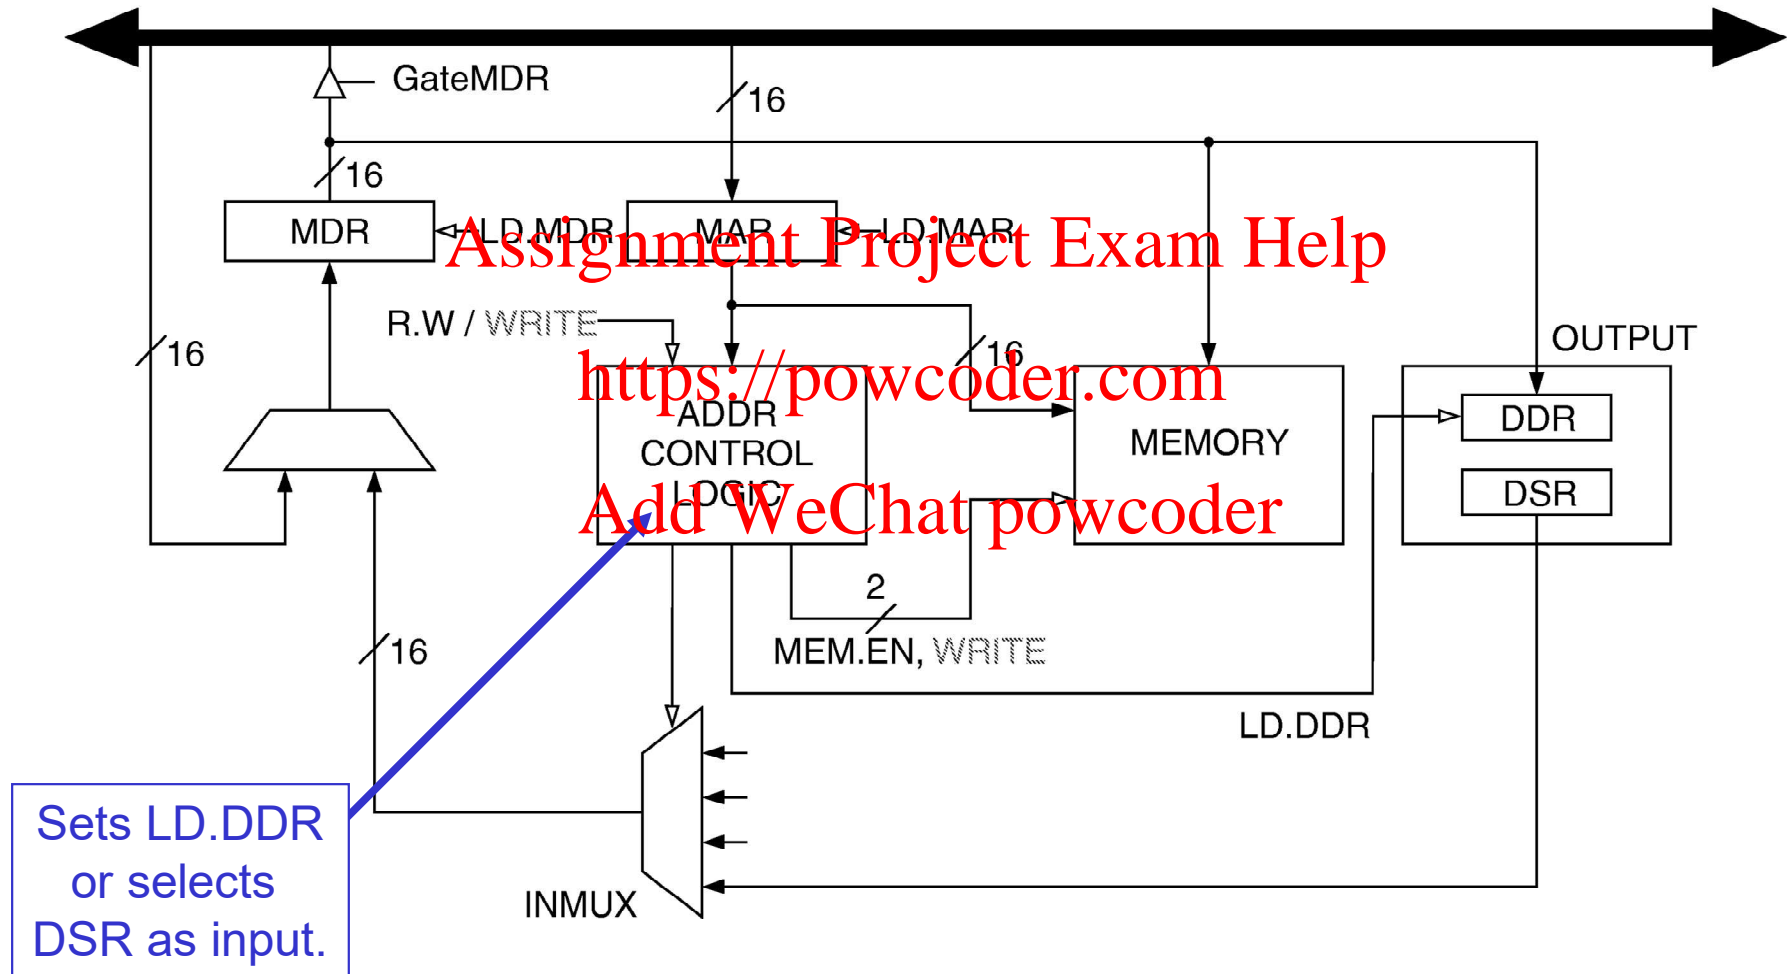 GateMDR
16
16
MDR
LD.MDR
MAR
LD.MAR
Assignment Project Exam Help
R.W / WRITE
16
16
OUTPUT
https://powcoder.com
ADDR
CONTROL
LOGIC
MEMORY
DDR
DSR
Add WeChat powcoder
2
MEM.EN, WRITE
16
LD.DDR
INMUX
Sets LD.DDR
or selects
DSR as input.